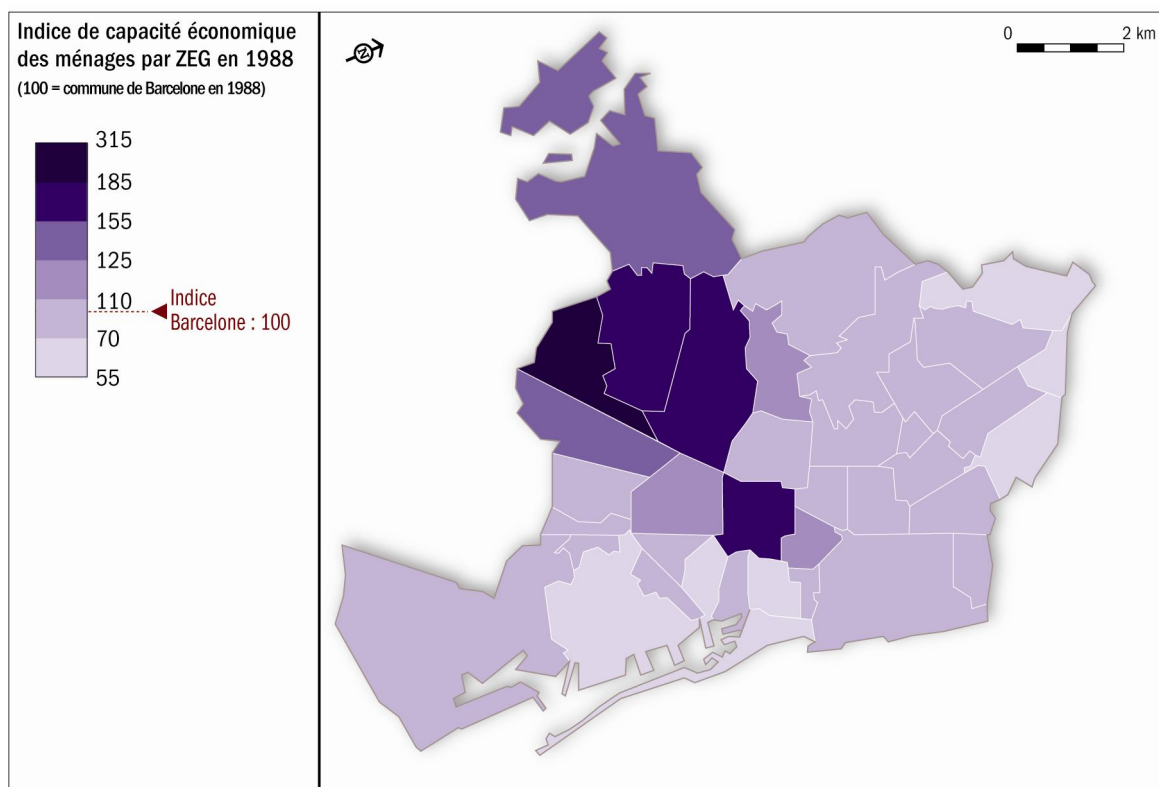 Indice de capacité économique
des ménages par ZEG en 1988
(100 = commune de Barcelone en 1988)
315
185
155
125
110
70
55
Indice
Barcelone : 100
N
0 2 km